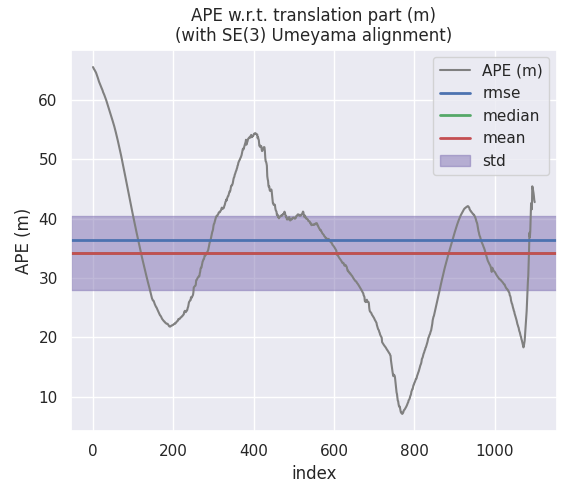 APE w.r.t. translation part (m)
(with SE(3) Umeyama alignment)
APE (m)
rmse
median
mean
std
60
50
40
30
20
10
APE (m)
0
200
400
600
800
1000
index